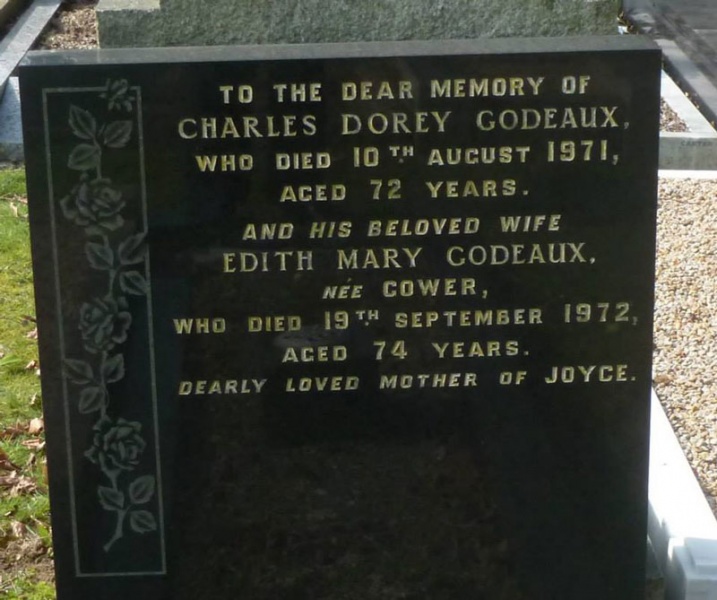 TO THE DEAR MEMORY OF
CHARLES DOREY GODEAUX,
WHO DIED 10TH AUGUST 1971,
AGED 72 YEARS.
AND HIS BELOVED WIFE
EDITH MARY GODEAUX,
NÉE GOWER,
WHO DIED 19TH SEPTEMBER 1972,
AGED 74 YEARS.
DEARLY LOVED MOTHER OF JOYCE.